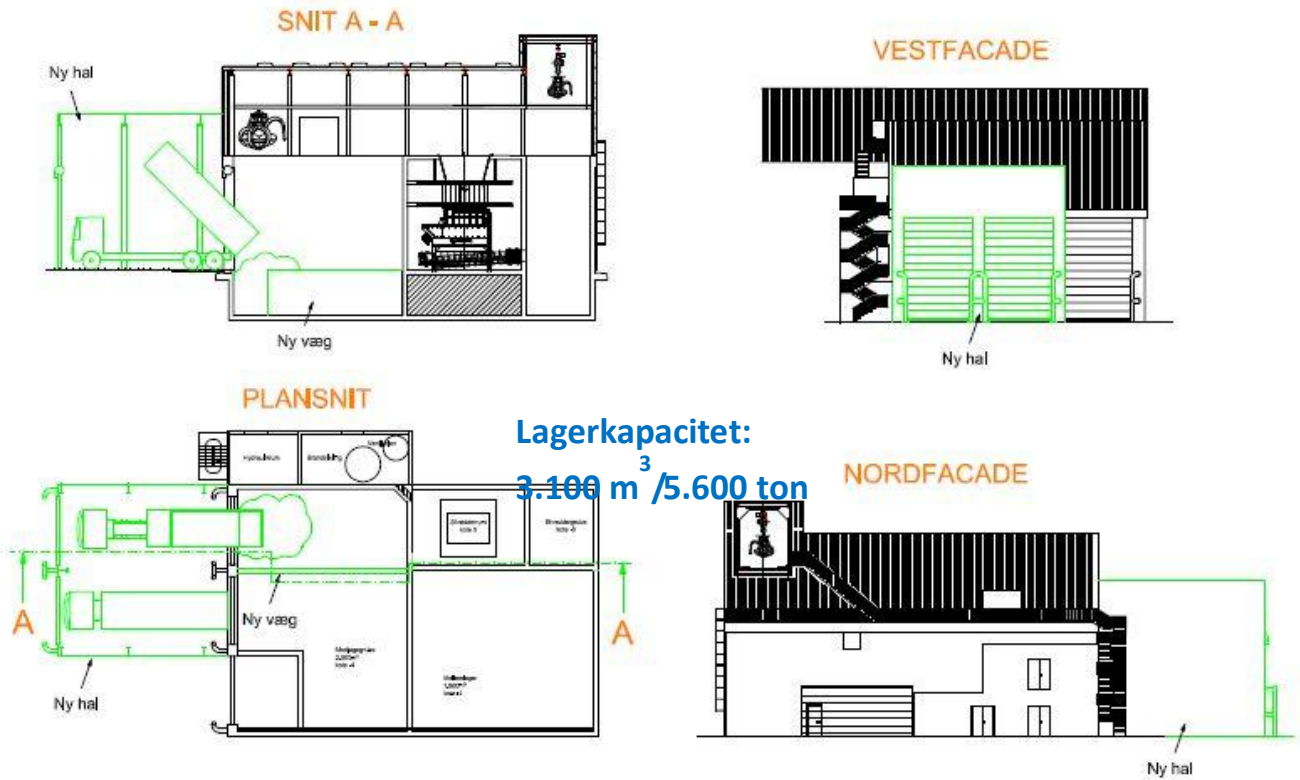 SNIT A - A
Ny hal
Ny væg
VESTFACADE
Ny hal
PLANSNIT
Hydraulikrum
A
Ny væg
A
Ny hal
Lagerkapacitet:
3.100 m³/5.600 ton
NORDFACADE
Ny hal